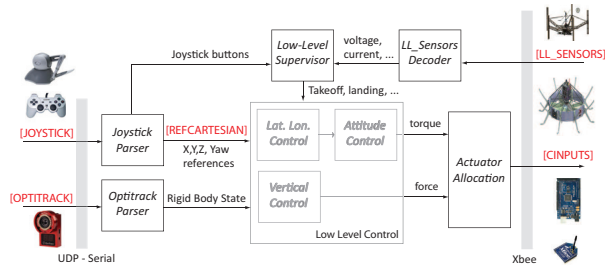 Joystick buttons
Low-Level
Supervisor
voltage,
current, ...
LL_Sensors
Decoder
[LL_SENSORS]
Takeoff, landing, ...
[JOYSTICK]
Joystick
Parser
[REFCARTESIAN]
X,Y,Z, Yaw
references
Lat. Lon.
Control
Attitude
Control
torque
Actuator
Allocation
[CINPUTS]
[OPTITRACK]
Optitrack
Parser
Rigid Body State
Vertical
Control
force
Low Level Control
UDP - Serial
Xbee